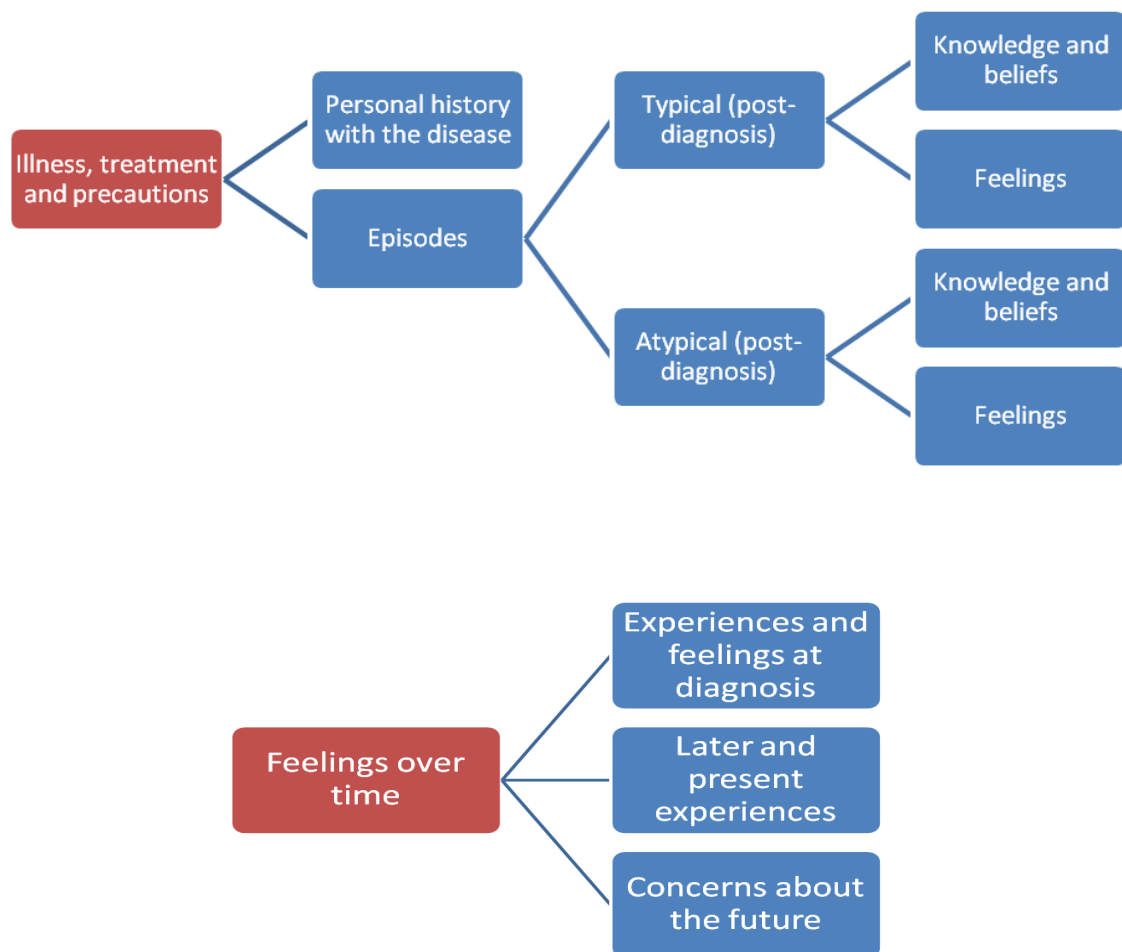 Illness, treatment
and precautions
Personal history
with the disease
Episodes
Typical (post-
diagnosis)
Atypical (post-
diagnosis)
Knowledge and
beliefs
Feelings
Knowledge and
beliefs
Feelings
Feelings over
time
Experiences and
feelings at
diagnosis
Later and
present
experiences
Concerns about
the future